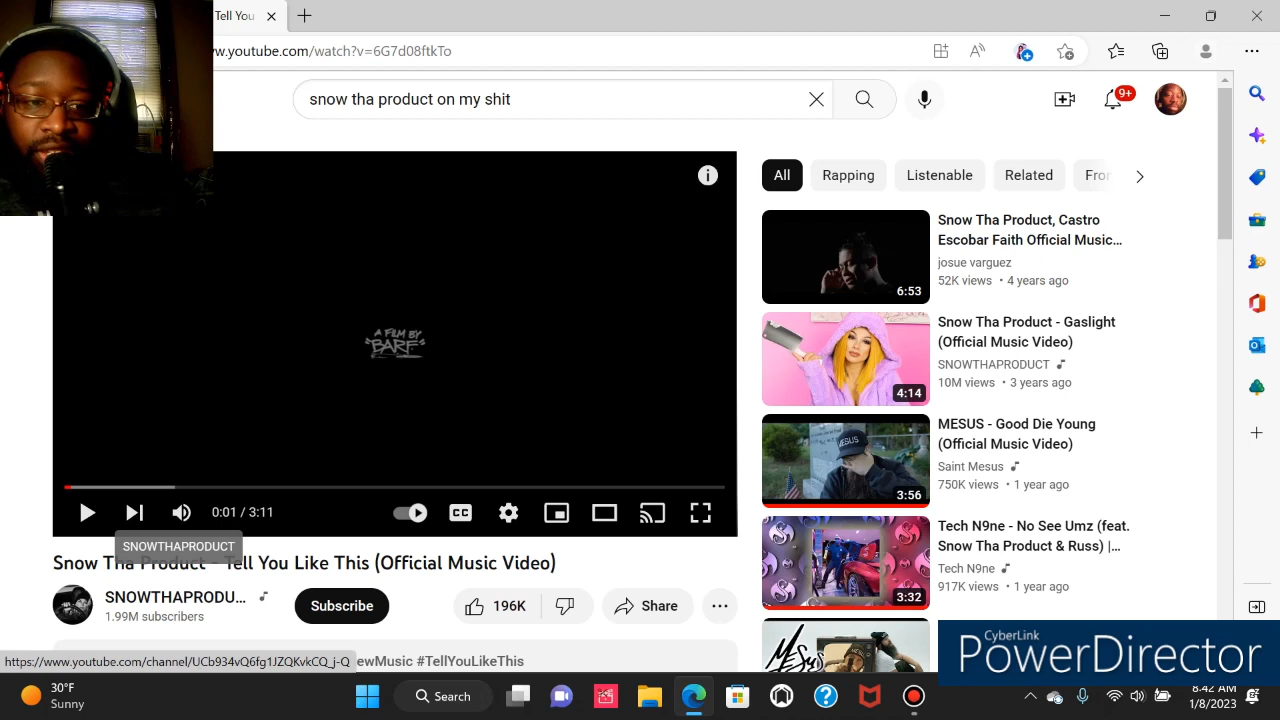 Tell You
w.youtube.com
snow tha product on my shit
9+
All
Rapping
Listenable
Related
A FILM BY
"BARF"
Snow Tha Product, Castro
Escobar Faith Official Music...
josue varguez
52K views • 4 years ago
6:53
Snow Tha Product - Gaslight
(Official Music Video)
SNOWTHAPRODUCT
10M views • 3 years ago
4:14
MESUS - Good Die Young
(Official Music Video)
Saint Mesus
750K views • 1 year ago
3:56
Tech N9ne - No See Umz (feat.
Snow Tha Product & Russ) |...
Tech N9ne
917K views • 1 year ago
3:32
CC
0:01 / 3:11
SNOWTHAPRODUCT
Snow Tha Product - Tell You Like This (Official Music Video)
SNOWTHAPRODU...
1.99M subscribers
Subscribe
196K
Share
ewMusic #TellYouLikeThis
https://www.youtube.com/channel/UCb934vQ6fg1IJZQKvkCQ_j-Q
CyberLink
PowerDirector
30°F
Sunny
Search
8:42 AM
1/8/2023